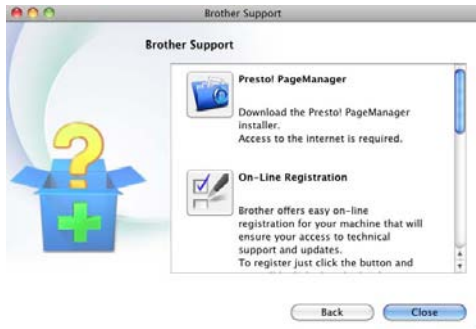 Brother Support
Brother Support
Presto! PageManager
Download the Presto! PageManager
installer.
Access to the internet is required.
On-Line Registration
Brother offers easy on-line
registration for your machine that will
ensure your access to technical
support and updates.
To register just click the button and
Back
Close